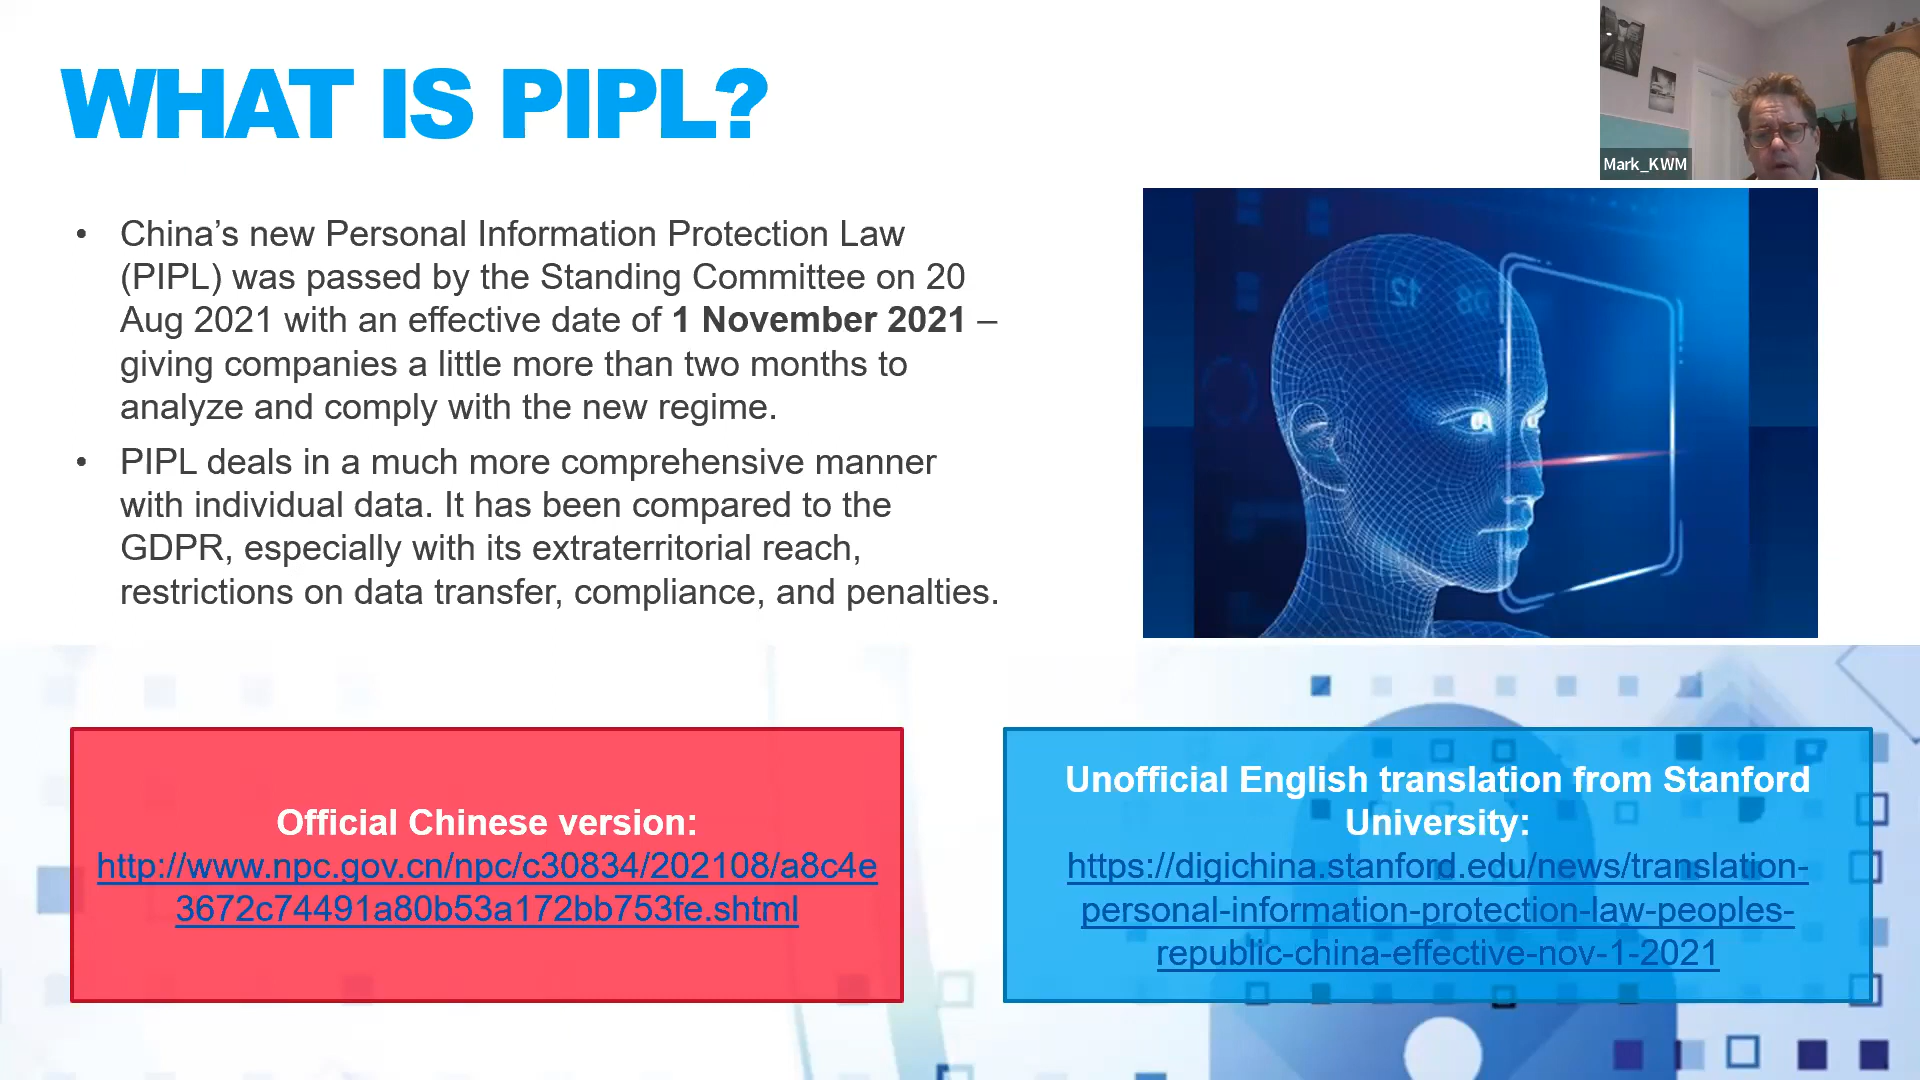 WHAT IS PIPL?
Mark_KWM
• China’s new Personal Information Protection Law
(PIPL) was passed by the Standing Committee on 20
Aug 2021 with an effective date of 1 November 2021 –
giving companies a little more than two months to
analyze and comply with the new regime.
• PIPL deals in a much more comprehensive manner
with individual data. It has been compared to the
GDPR, especially with its extraterritorial reach,
restrictions on data transfer, compliance, and penalties.
Official Chinese version:
http://www.npc.gov.cn/npc/c30834/202108/a8c4e
3672c74491a80b53a172bb753fe.shtml
Unofficial English translation from Stanford
University:
https://digichina.stanford.edu/news/translation-
personal-information-protection-law-peoples-
republic-china-effective-nov-1-2021